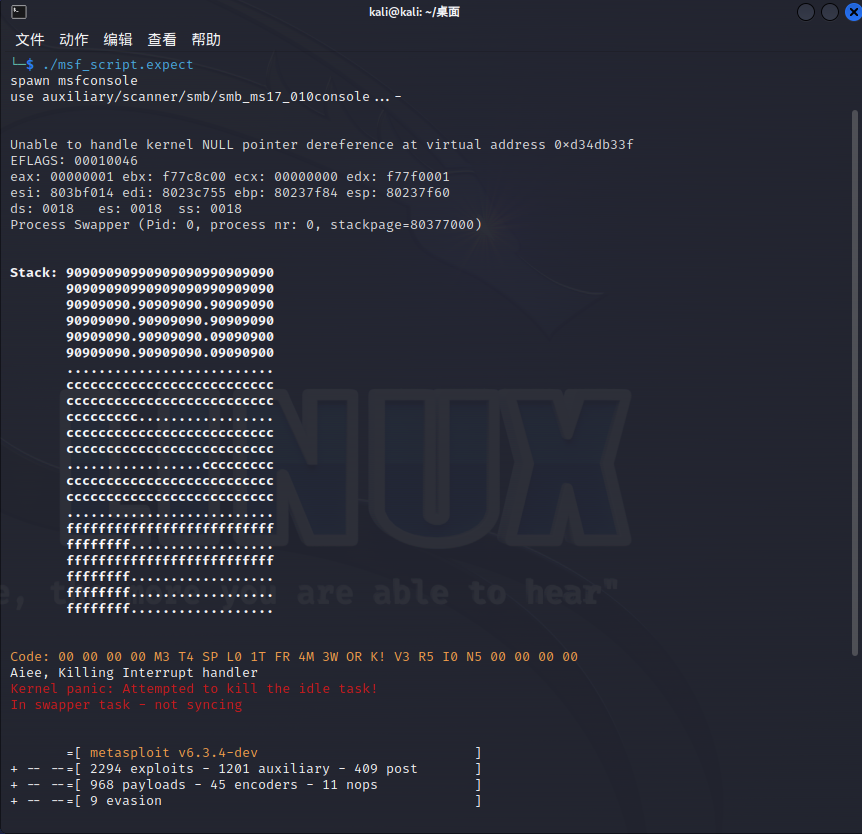 kali@kali: ~/桌面
文件 动作 编辑 查看 帮助
└─$ ./msf_script.expect
spawn msfconsole
use auxiliary/scanner/smb/smb_ms17_010console...-
Unable to handle kernel NULL pointer dereference at virtual address 0xd34db33f
EFLAGS: 00010046
eax: 00000001 ebx: f77c8c00 ecx: 00000000 edx: f77f0001
esi: 803bf014 edi: 8023c755 ebp: 80237f84 esp: 80237f60
ds: 0018   es: 0018  ss: 0018
Process Swapper (Pid: 0, process nr: 0, stackpage=80377000)
Stack: 90909090990909090990909090
       90909090990909090990909090
       90909090.90909090.90909090
       90909090.90909090.90909090
       90909090.90909090.09090900
       90909090.90909090.09090900
       ..........................
       cccccccccccccccccccccccccc
       cccccccccccccccccccccccccc
       ccccccccc.................
       cccccccccccccccccccccccccc
       cccccccccccccccccccccccccc
       .................ccccccccc
       cccccccccccccccccccccccccc
       cccccccccccccccccccccccccc
       ..........................
       ffffffffffffffffffffffffff
       ffffffff..................
       ffffffffffffffffffffffffff
       ffffffff..................
       ffffffff..................
       ffffffff..................
LINUX
able to hear"
Code: 00 00 00 00 M3 T4 SP L0 1T FR 4M 3W OR K! V3 R5 I0 N5 00 00 00 00
Aiee, Killing Interrupt handler
Kernel panic: Attempted to kill the idle task!
In swapper task - not syncing
       =[ metasploit v6.3.4-dev                           ]
+ -- --=[ 2294 exploits - 1201 auxiliary - 409 post       ]
+ -- --=[ 968 payloads - 45 encoders - 11 nops            ]
+ -- --=[ 9 evasion                                       ]